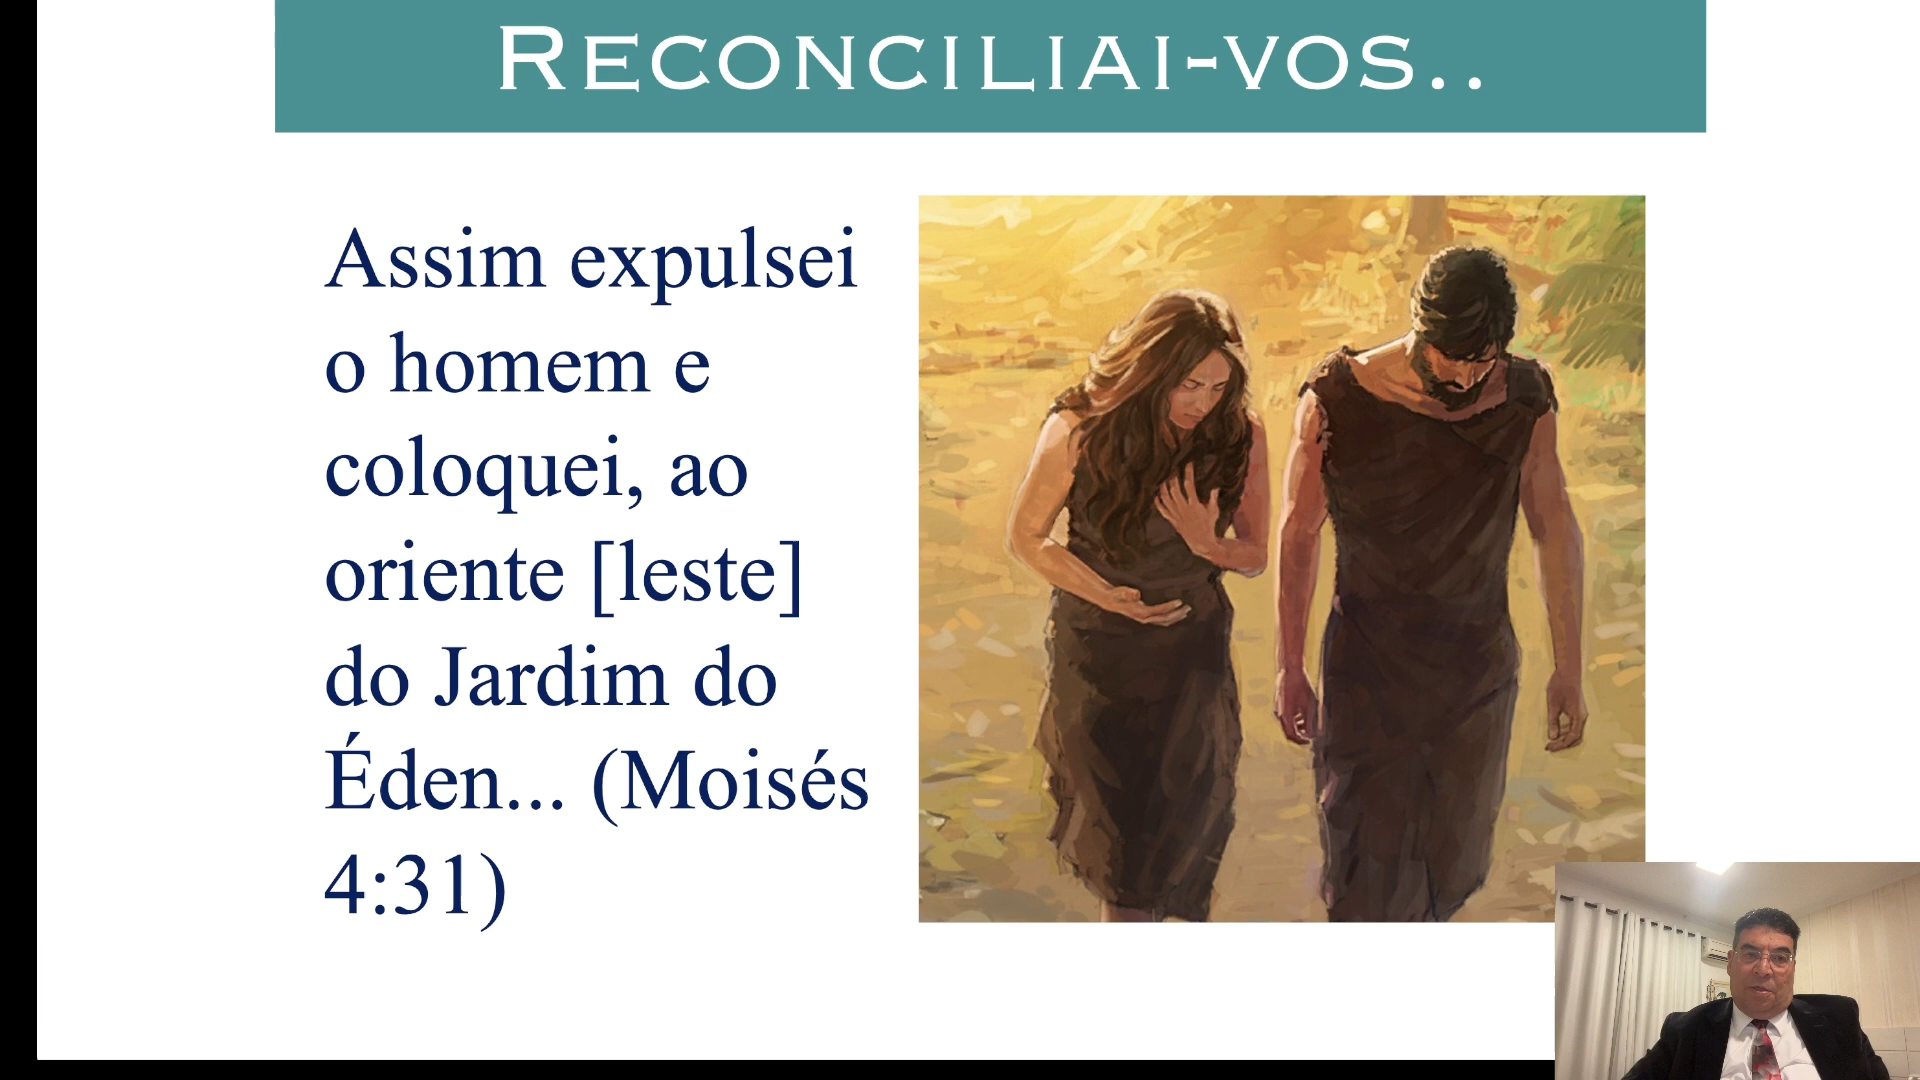 RECONCILIAI-VOS..
Assim expulsei
o homem e
coloquei, ao
oriente [leste]
do Jardim do
Éden... (Moisés
4:31)